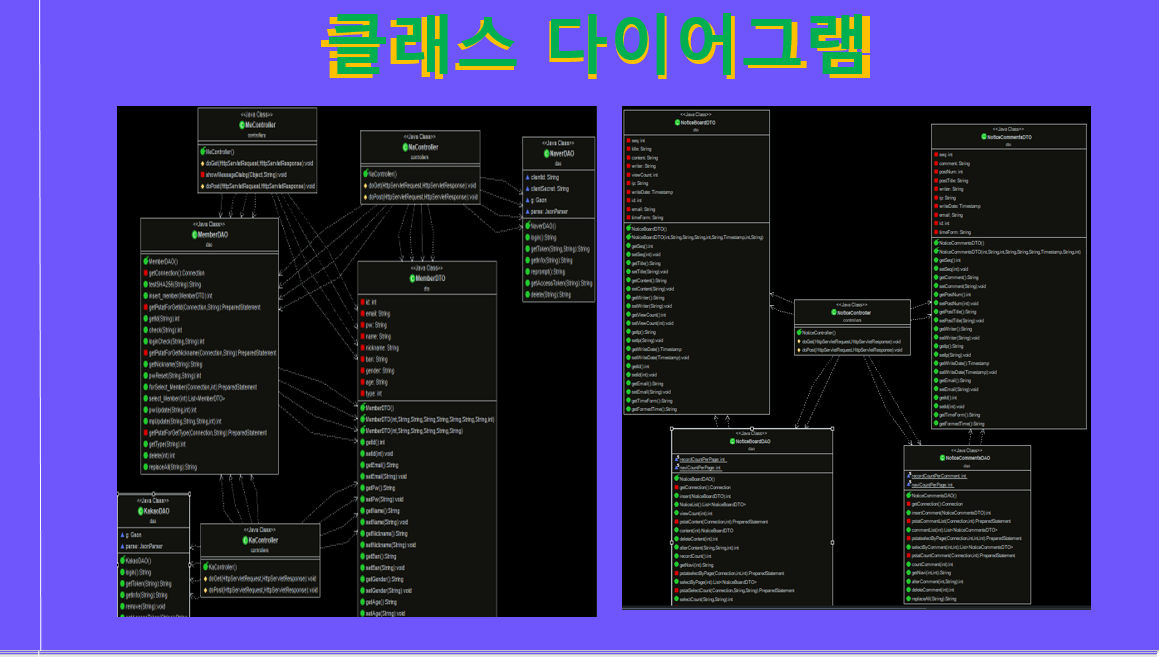 클래스 다이어그램
<<Java Class>>
MeController
controllers
MeController()
doGet(HttpServletRequest,HttpServletResponse):void
showMessageDialog(Object,String):void
doPost(HttpServletRequest,HttpServletResponse):void
<<Java Class>>
NaController
controllers
NaController()
doGet(HttpServletRequest,HttpServletResponse):void
doPost(HttpServletRequest,HttpServletResponse):void
<<Java Class>>
NaverDAO
dao
clientId: String
clientSecret: String
g: Gson
parse: JsonParser
NaverDAO()
login():String
getToken(String,String):String
getInfo(String):String
reprompt():String
getAccessToken(String):String
delete(String):String
<<Java Class>>
MemberDAO
dao
MemberDAO()
getConnection():Connection
testSHA256(String):String
insert_member(MemberDTO):int
getPstatForGetId(Connection,String):PreparedStatement
getId(String):int
check(String):int
loginCheck(String,String):int
getPstatForGetNickname(Connection,String):PreparedStatement
getNickname(String):String
pwReset(String,String):int
forSelect_Member(Connection,int):PreparedStatement
select_Member(int):List<MemberDTO>
pwUpdate(String,int):int
mpUpdate(String,String,String,int):int
getPstatForGetType(Connection,String):PreparedStatement
getType(String):int
delete(int):int
replaceAll(String):String
<<Java Class>>
MemberDTO
dto
id: int
email: String
pw: String
name: String
nickname: String
ban: String
gender: String
age: String
type: int
MemberDTO()
MemberDTO(int,String,String,String,String,String,String,String,int)
MemberDTO(int,String,String,String,String,String)
getId():int
setId(int):void
getEmail():String
setEmail(String):void
getPw():String
setPw(String):void
getName():String
setName(String):void
getNickname():String
setNickname(String):void
getBan():String
setBan(String):void
getGender():String
setGender(String):void
getAge():String
setAge(String):void
<<Java Class>>
KakaoDAO
dao
g: Gson
parse: JsonParser
KakaoDAO()
login():String
getToken(String):String
getInfo(String):String
remove(String):void
<<Java Class>>
KaController
controllers
KaController()
doGet(HttpServletRequest,HttpServletResponse):void
doPost(HttpServletRequest,HttpServletResponse):void
<<Java Class>>
NoticeBoardDTO
dto
seq: int
title: String
content: String
writer: String
viewCount: int
ip: String
writeDate: Timestamp
id: int
email: String
timeForm: String
NoticeBoardDTO()
NoticeBoardDTO(int,String,String,String,int,String,Timestamp,int,String)
getSeq():int
setSeq(int):void
getTitle():String
setTitle(String):void
getContent():String
setContent(String):void
getWriter():String
setWriter(String):void
getViewCount():int
setViewCount(int):void
getIp():String
setIp(String):void
getWriteDate():Timestamp
setWriteDate(Timestamp):void
getId():int
setId(int):void
getEmail():String
setEmail(String):void
getTimeForm():String
getFormedTime():String
<<Java Class>>
NoticeCommentsDTO
dto
seq: int
comment: String
postNum: int
postTitle: String
writer: String
ip: String
writeDate: Timestamp
email: String
id: int
timeForm: String
NoticeCommentsDTO()
NoticeCommentsDTO(int,String,int,String,String,String,Timestamp,String,int)
getSeq():int
setSeq(int):void
getComment():String
setComment(String):void
getPostNum():int
setPostNum(int):void
getPostTitle():String
setPostTitle(String):void
getWriter():String
setWriter(String):void
getIp():String
setIp(String):void
getWriteDate():Timestamp
setWriteDate(Timestamp):void
getEmail():String
setEmail(String):void
getId():int
setId(int):void
getTimeForm():String
getFormedTime():String
<<Java Class>>
NoticeController
controllers
NoticeController()
doGet(HttpServletRequest,HttpServletResponse):void
doPost(HttpServletRequest,HttpServletResponse):void
<<Java Class>>
NoticeBoardDAO
dao
recordCountPerPage: int
naviCountPerPage: int
NoticeBoardDAO()
getConnection():Connection
insert(NoticeBoardDTO):int
NoticeList():List<NoticeBoardDTO>
viewCount(int):int
pstatContent(Connection,int):PreparedStatement
content(int):NoticeBoardDTO
deleteContent(int):int
alterContent(String,String,int):int
recordCount():int
getNavi(int):String
pstatselectByPage(Connection,int,int):PreparedStatement
selectByPage(int):List<NoticeBoardDTO>
pstatSelectCount(Connection,String,String):PreparedStatement
selectCount(String,String):int
<<Java Class>>
NoticeCommentsDAO
dao
recordCountPerComment: int
naviCountPerPage: int
NoticeCommentsDAO()
getConnection():Connection
insertComment(NoticeCommentsDTO):int
pstatCommentList(Connection,int):PreparedStatement
commentList(int):List<NoticeCommentsDTO>
pstatselectByPage(Connection,int,int,int):PreparedStatement
selectByComment(int,int):List<NoticeCommentsDTO>
pstatCountComment(Connection,int):PreparedStatement
countComment(int):int
getNavi(int,int):String
alterComment(int,String):int
deleteComment(int):int
replaceAll(String):String